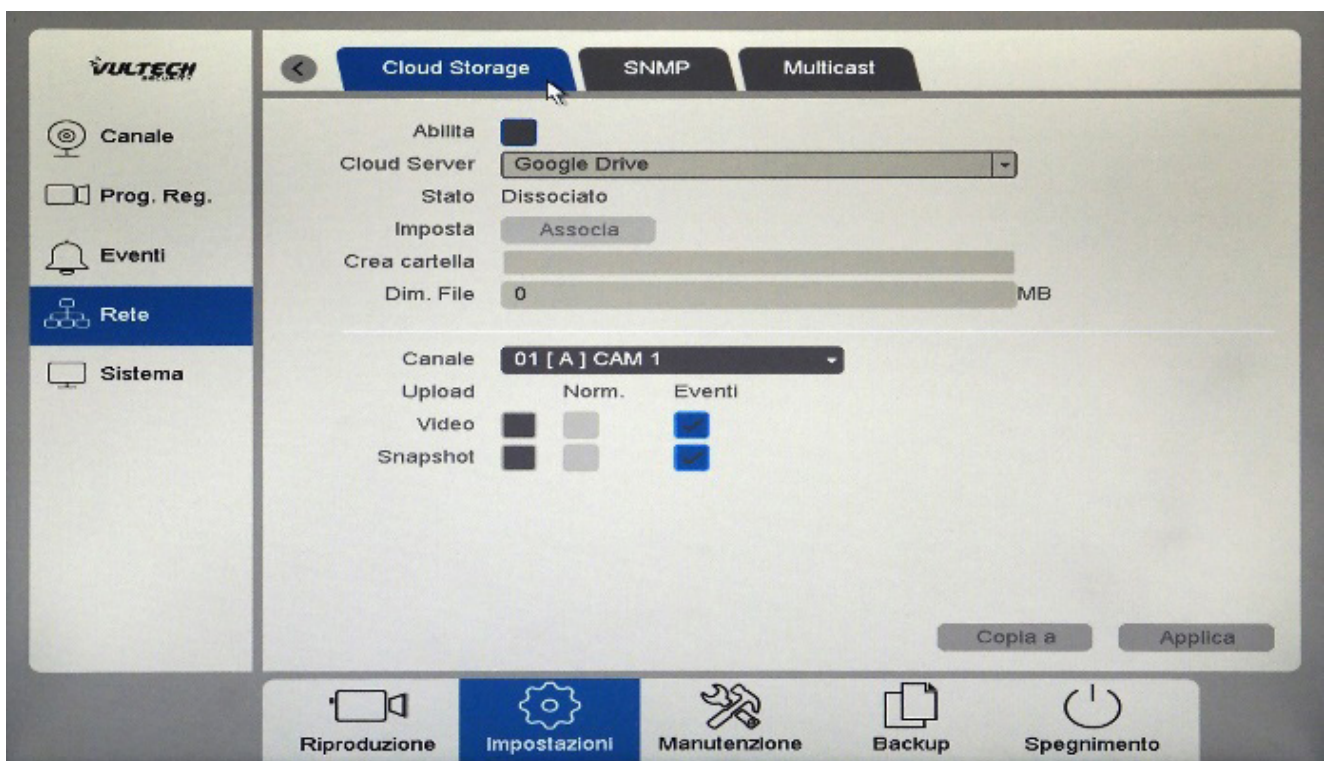 VULTECH
SECURITY
Cloud Storage
SNMP
Multicast
Canale
Prog. Reg.
Eventi
Rete
Sistema
Abilita
Cloud Server Google Drive
Stato Dissociato
Imposta Associa
Crea cartella
Dim. File 0 MB
Canale 01 [ A ] CAM 1
Upload Norm. Eventi
Video
Snapshot
Copia a Applica
Riproduzione Impostazioni Manutenzione Backup Spegnimento